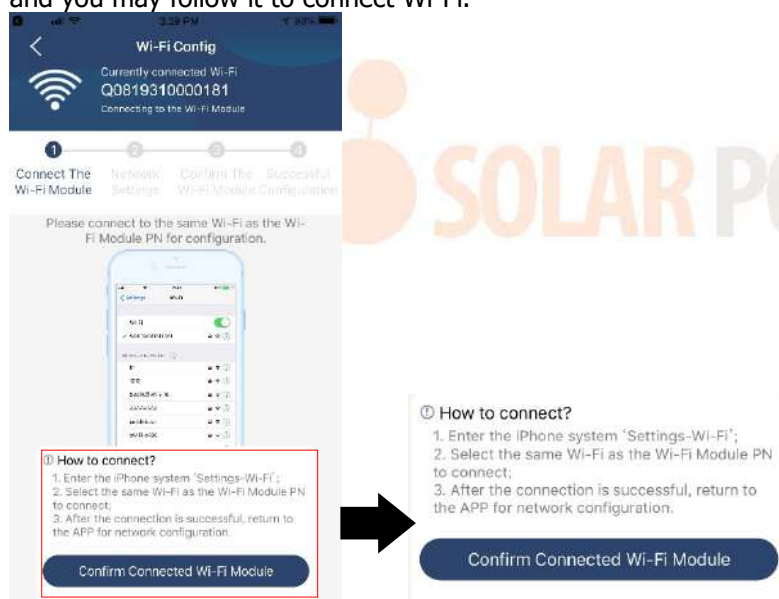 and you may follow it to connect Wi-Fi.
3:39 PM
Wi-Fi Config
Currently connected Wi-Fi
Q0819310000181
Connecting to the Wi-Fi Module
1
2
3
4
Connect The
Wi-Fi Module
Network
Settings
Confirm The
Wi-Fi Module
Successful
Configuration
Please connect to the same Wi-Fi as the Wi-
Fi Module PN for configuration.
Settings
Wi-Fi
Wi-Fi
How to connect?
1. Enter the iPhone system 'Settings-Wi-Fi';
2. Select the same Wi-Fi as the Wi-Fi Module PN
to connect;
3. After the connection is successful, return to
the APP for network configuration.
Confirm Connected Wi-Fi Module
SOLAR PO
How to connect?
1. Enter the iPhone system 'Settings-Wi-Fi';
2. Select the same Wi-Fi as the Wi-Fi Module PN
to connect;
3. After the connection is successful, return to
the APP for network configuration.
Confirm Connected Wi-Fi Module